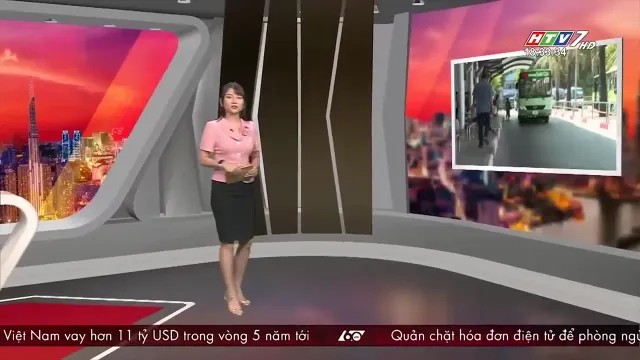 HTV7 HD
Việt Nam vay hơn 11 tỷ USD trong vòng 5 năm tới
60
Quản chặt hóa đơn điện tử để phòng